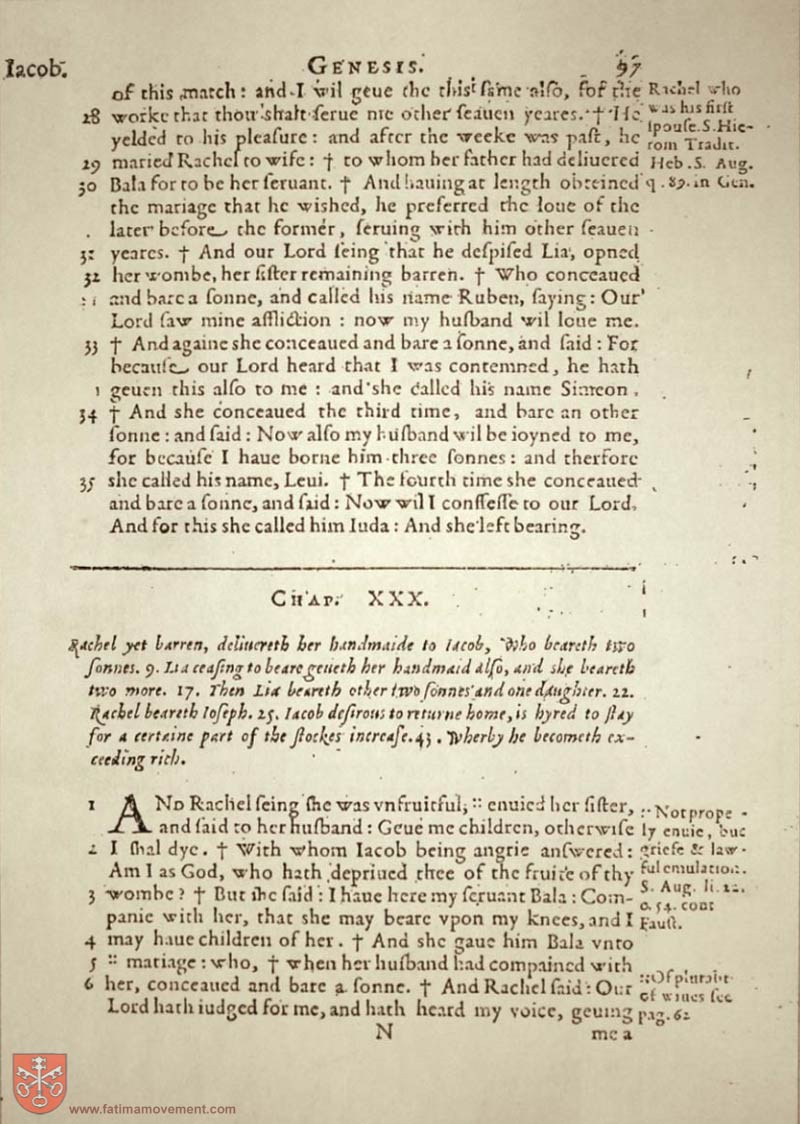 Iacob. GENESIS. 97
of this match: and I wil geue the this same also, for the
28 worke that thou shalt serue me other seauen yeares. † He
yelded to his pleasure: and after the weeke was past, he
29 maried Rachel to wife: † to whom her father had deliuered
30 Bala for to be her seruant. † And hauing at length obteined
the mariage that he wished, he preferred the loue of the
later before the former, seruing with him other seauen
31 yeares. † And our Lord seing that he despised Lia, opned
32 her wombe, her sister remaining barren. † Who conceaued
and bare a sonne, and called his name Ruben, saying: Our
Lord saw mine affliction: now my husband wil loue me.
33 † And againe she conceaued and bare a sonne, and said: For
because our Lord heard that I was contemned, he hath
geuen this also to me: and she called his name Simeon.
34 † And she conceaued the third time, and bare an other
sonne: and said: Now also my husband wil be ioyned to me,
for because I haue borne him three sonnes: and therfore
35 she called his name, Leui. † The fourth time she conceaued
and bare a sonne, and said: Now wil I confesse to our Lord.
And for this she called him Iuda: And she left bearing.
Rachel who
was his first
spouse. S. Hie-
rom Tradit.
Heb. S. Aug.
q. 89. in Gen.
CHAP. XXX.
Rachel yet barren, deliuereth her handmaide to Iacob, Who beareth two
sonnes. 9. Lia ceasing to beare geueth her handmaid also, and she beareth
two more. 17. Then Lia beareth other two sonnes and one daughter. 22.
Rachel beareth Ioseph. 25. Iacob desirous to returne home, is hyred to stay
for a certaine part of the flockes increase. 43. Wherby he becometh ex-
ceeding rich.
1 AND Rachel seing she was vnfruitful, :: enuied her sister,
and said to her husband: Geue me children, otherwise
2 I shal dye. † With whom Iacob being angrie answered:
Am I as God, who hath depriued thee of the fruite of thy
3 wombe? † But she said: I haue here my seruant Bala: Com-
panie with her, that she may beare vpon my knees, and I
4 may haue children of her. † And she gaue him Bala vnto
5 :: mariage: who, † when her husband had compained with
6 her, conceaued and bare a sonne. † And Rachel said: Our
Lord hath iudged for me, and hath heard my voice, geuing
:: Not prope
ly enuie, but
griefe & law-
ful emulation.
S. Aug. li. 22.
c. 54. cont
Faust.
:: Of pluralit
of wiues see
pag. 62
N me a
www.fatimamovement.com